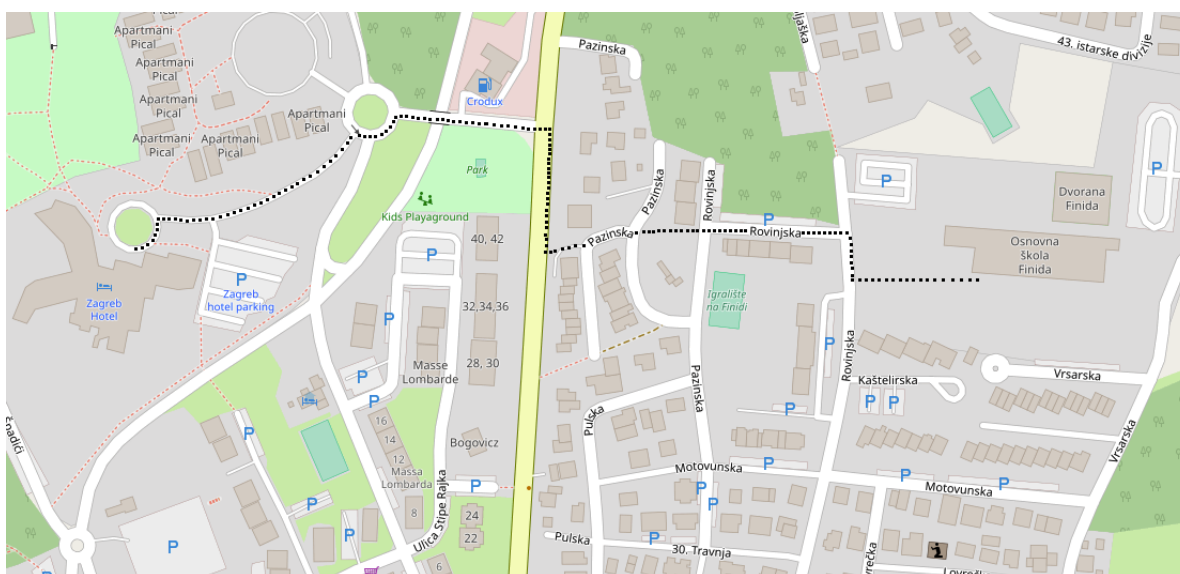 Apartmani
Pical
Apartmani
Pical
Apartmani
Pical
Apartmani
Pical
Apartmani
Pical
Apartmani
Pical
Crodux
Pazinska
43. istarske divizije
P
Park
Kids Playaground
40, 42
P
32,34,36
28, 30
Masse
Lombarde
P
P
P
Zagreb
Hotel
P
Zagreb
hotel parking
Pazinska
Pazinska
Rovinjska
P
Rovinjska
P
Dvorana
Finida
Osnovna
škola
Finida
Igralište
na Finidi
P
Rovinjska
Kaštelirska
P
P
Vrsarska
Vrsarska
Pazinska
Pulska
P
Motovunska
P
P
P
Motovunska
P
P
Pulska
P
30. Travnja
Bogovicz
16
14
12
Massa
Lombarda
8
P
24
22
6
Ulica Stipe Rajka
P
P
P
P
P
P
Špadići